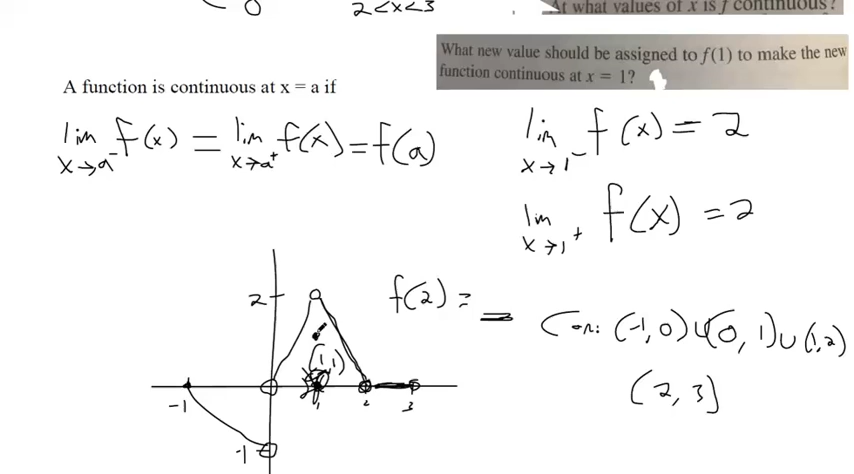 0 2 < x < 3
At what values of x is f continuous?
What new value should be assigned to f(1) to make the new
function continuous at x = 1?
A function is continuous at x = a if
lim x→a⁻ f(x) = lim x→a⁺ f(x) = f(a)
lim x→1⁻ f(x) = 2
lim x→1⁺ f(x) = 2
f(2) = =
Con: (-1, 0) ∪ (0, 1) ∪ (1, 2)
(2, 3]
2
(1, 1)
-1 1 2 3
-1